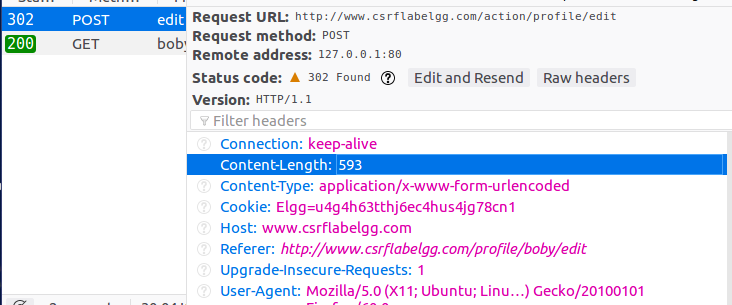 Request URL: http://www.csrflabelgg.com/action/profile/edit
302 POST edit
Request method: POST
200 GET boby
Remote address: 127.0.0.1:80
Status code: 302 Found Edit and Resend Raw headers
Version: HTTP/1.1
Filter headers
Connection: keep-alive
Content-Length: 593
Content-Type: application/x-www-form-urlencoded
Cookie: Elgg=u4g4h63tthj6ec4hus4jg78cn1
Host: www.csrflabelgg.com
Referer: http://www.csrflabelgg.com/profile/boby/edit
Upgrade-Insecure-Requests: 1
User-Agent: Mozilla/5.0 (X11; Ubuntu; Linu…) Gecko/20100101